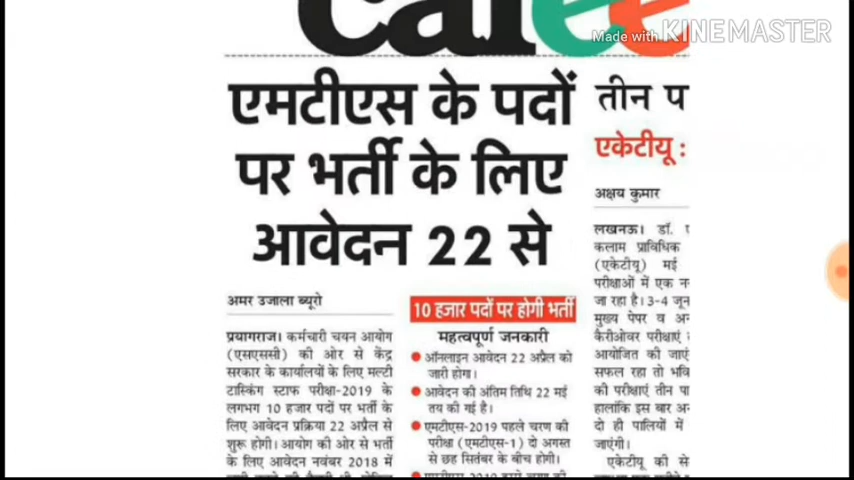 Made with KINEMASTER
एमटीएस के पदों
पर भर्ती के लिए
आवेदन 22 से
अमर उजाला ब्यूरो
प्रयागराज। कर्मचारी चयन आयोग
(एसएससी) की ओर से केंद्र
सरकार के कार्यालयों के लिए मल्टी
टास्किंग स्टाफ परीक्षा-2019 के
लगभग 10 हजार पदों पर भर्ती के
लिए आवेदन प्रक्रिया 22 अप्रैल से
शुरू होगी। आयोग की ओर से भर्ती
के लिए आवेदन नवंबर 2018 में
10 हजार पदों पर होगी भर्ती
महत्वपूर्ण जानकारी
ऑनलाइन आवेदन 22 अप्रैल को
जारी होगा।
आवेदन की अंतिम तिथि 22 मई
तय की गई है।
एमटीएस-2019 पहले चरण की
परीक्षा (एमटीएस-1) दो अगस्त
से छह सितंबर के बीच होगी।
तीन प
एकेटीयू :
अक्षय कुमार
लखनऊ। डॉ.
कलाम प्राविधिक
(एकेटीयू) मई
परीक्षाओं में एक न
जा रहा है। 3-4 जून
मुख्य पेपर व अ
कैरीओवर परीक्षाएं
आयोजित की जाएं
सफल रहा तो भवि
की परीक्षाएं तीन पा
हालांकि इस बार अ
दो ही पालियों में
जाएंगी।
एकेटीयू की से